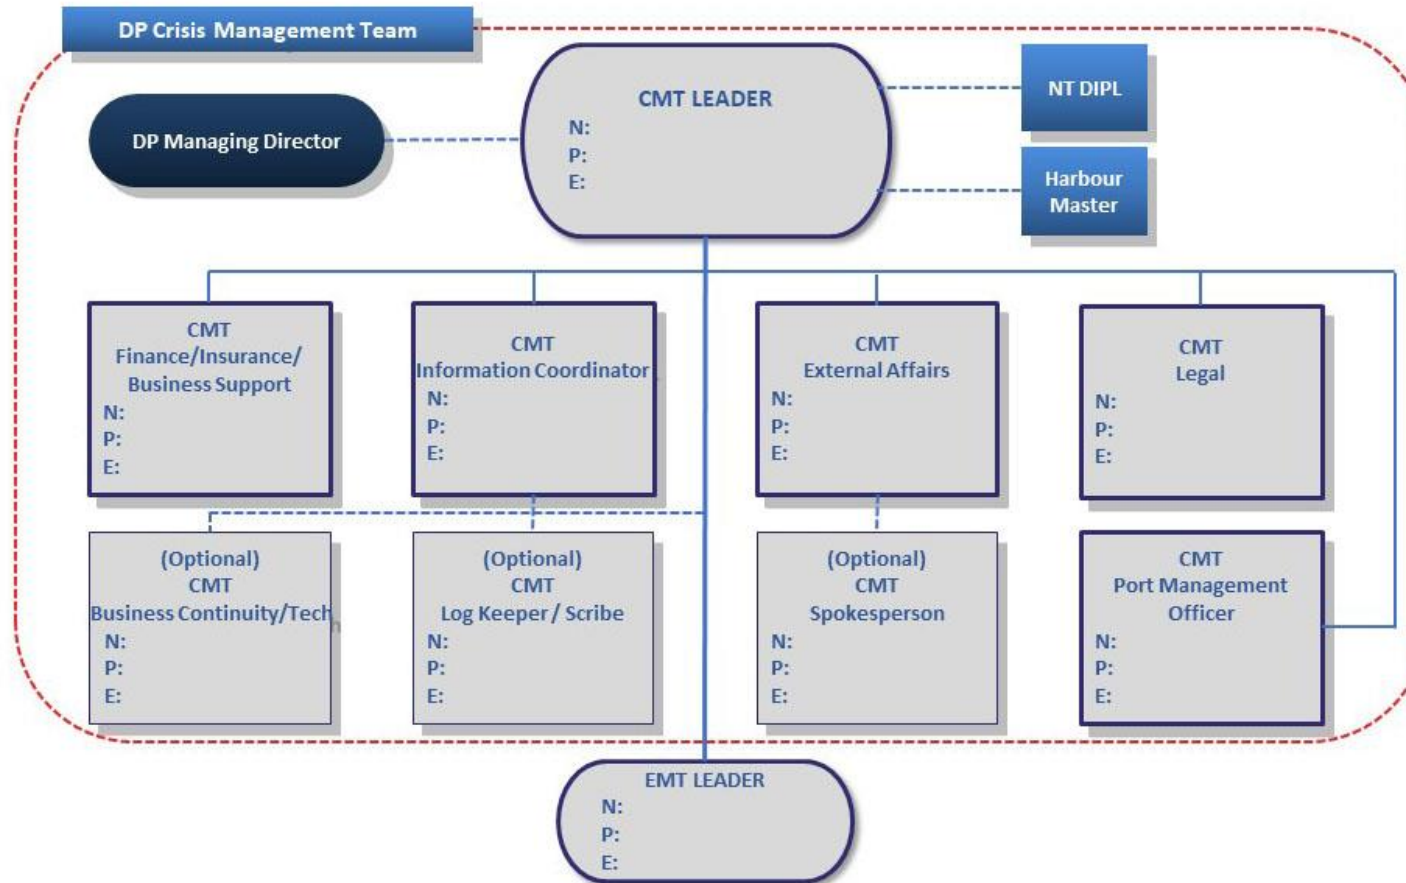 DP Crisis Management Team
CMT LEADER
N:
P:
E:
NT DIPL
DP Managing Director
Harbour
Master
CMT
Finance/Insurance/
Business Support
N:
P:
E:
CMT
Information Coordinator
N:
P:
E:
CMT
External Affairs
N:
P:
E:
CMT
Legal
N:
P:
E:
(Optional)
CMT
Business Continuity/Tech
N:
P:
E:
(Optional)
CMT
Log Keeper / Scribe
N:
P:
E:
(Optional)
CMT
Spokesperson
N:
P:
E:
CMT
Port Management
Officer
N:
P:
E:
EMT LEADER
N:
P:
E: